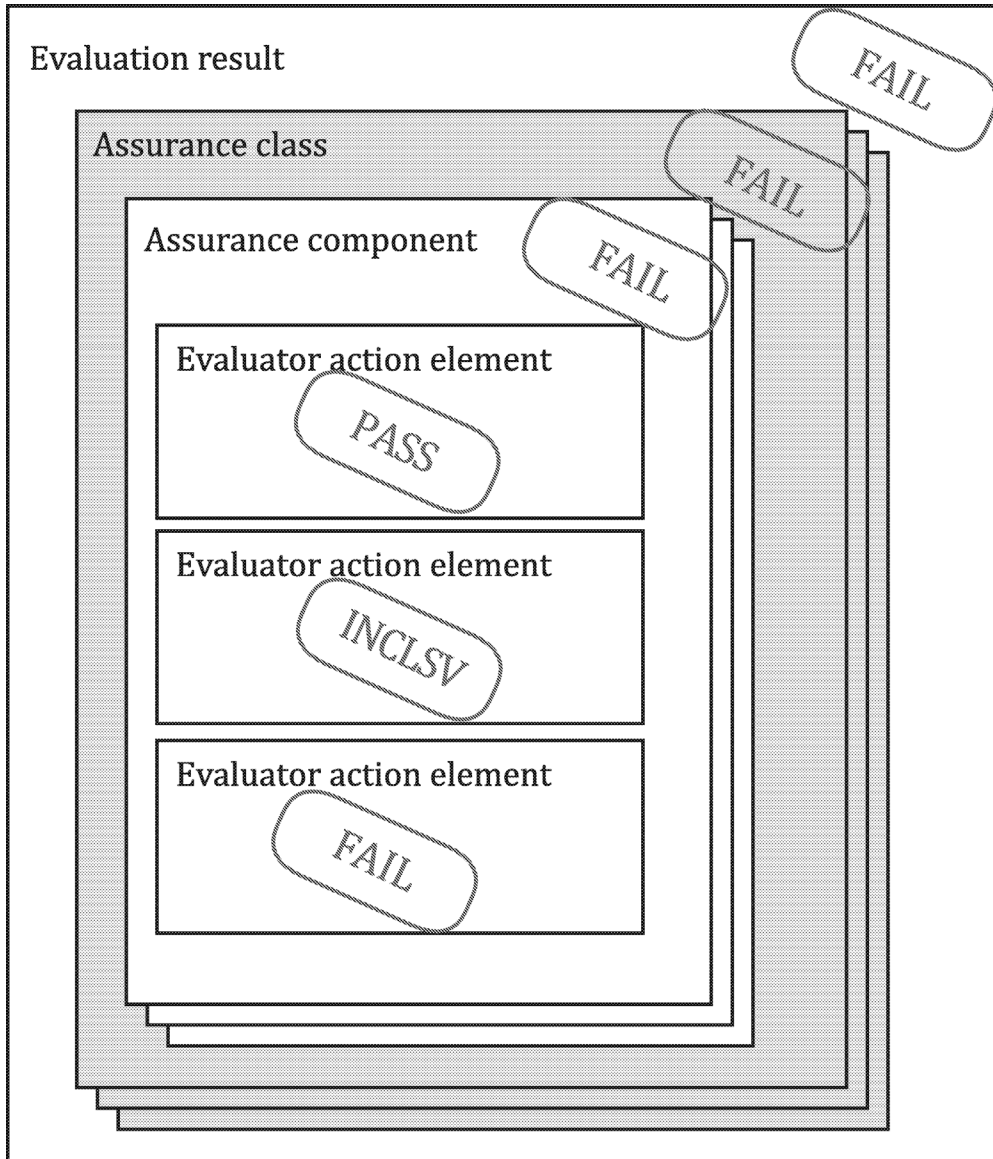 Evaluation result
FAIL
Assurance class
FAIL
Assurance component
FAIL
Evaluator action element
PASS
Evaluator action element
INCLSV
Evaluator action element
FAIL